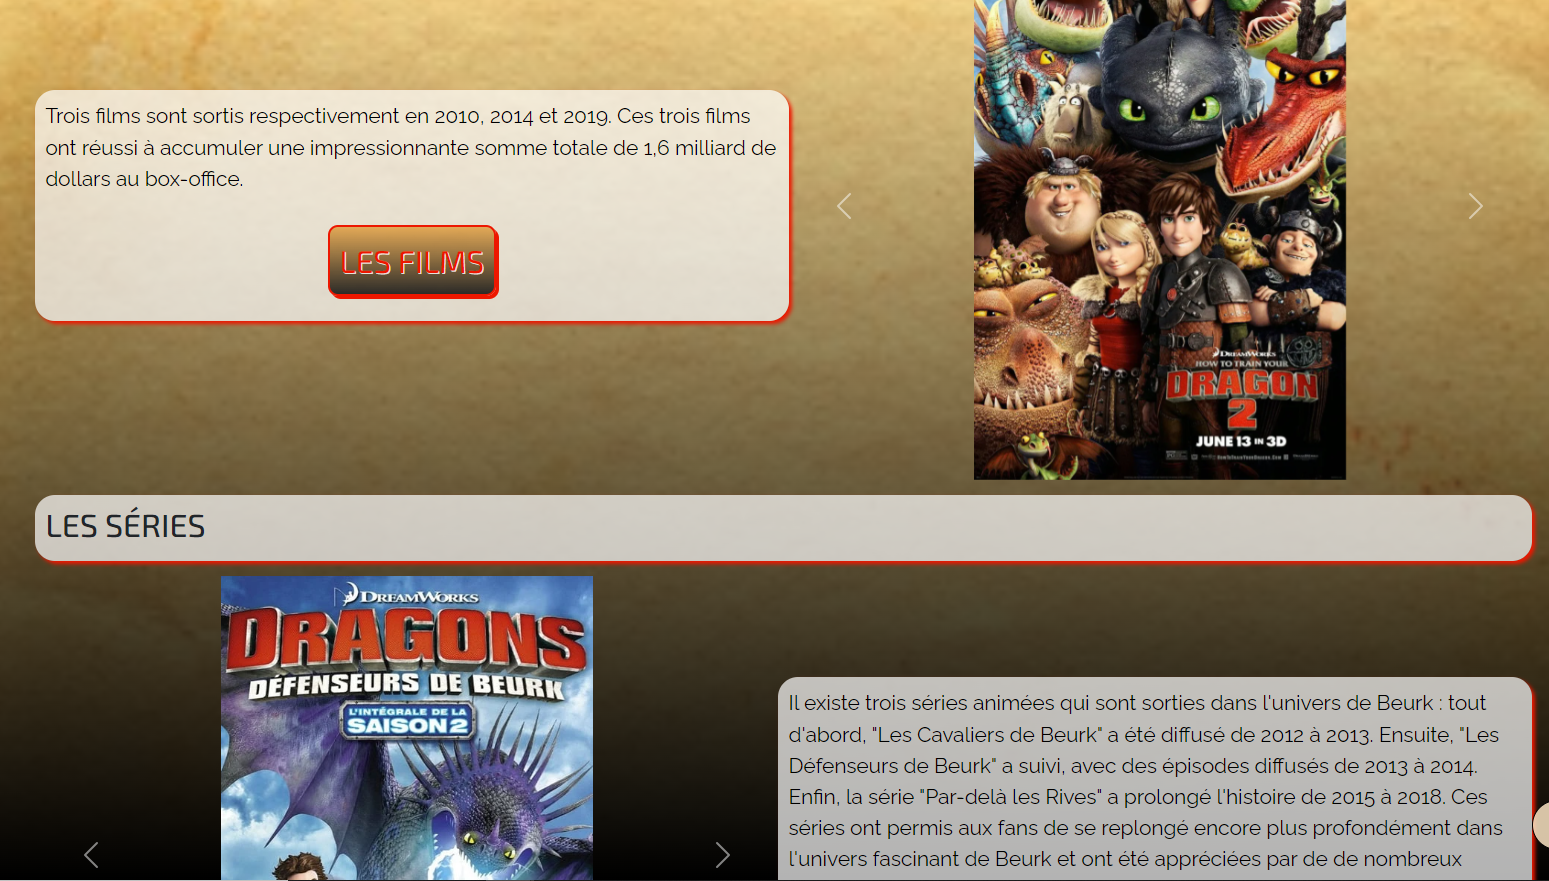 Trois films sont sortis respectivement en 2010, 2014 et 2019. Ces trois films
ont réussi à accumuler une impressionnante somme totale de 1,6 milliard de
dollars au box-office.
LES FILMS
DREAMWORKS
HOW TO TRAIN YOUR
DRAGON
2
JUNE 13 IN 3D
LES SÉRIES
DREAMWORKS
DRAGONS
DÉFENSEURS DE BEURK
L'INTÉGRALE DE LA
SAISON 2
Il existe trois séries animées qui sont sorties dans l'univers de Beurk : tout
d'abord, "Les Cavaliers de Beurk" a été diffusé de 2012 à 2013. Ensuite, "Les
Défenseurs de Beurk" a suivi, avec des épisodes diffusés de 2013 à 2014.
Enfin, la série "Par-delà les Rives" a prolongé l'histoire de 2015 à 2018. Ces
séries ont permis aux fans de se replongé encore plus profondément dans
l'univers fascinant de Beurk et ont été appréciées par de de nombreux